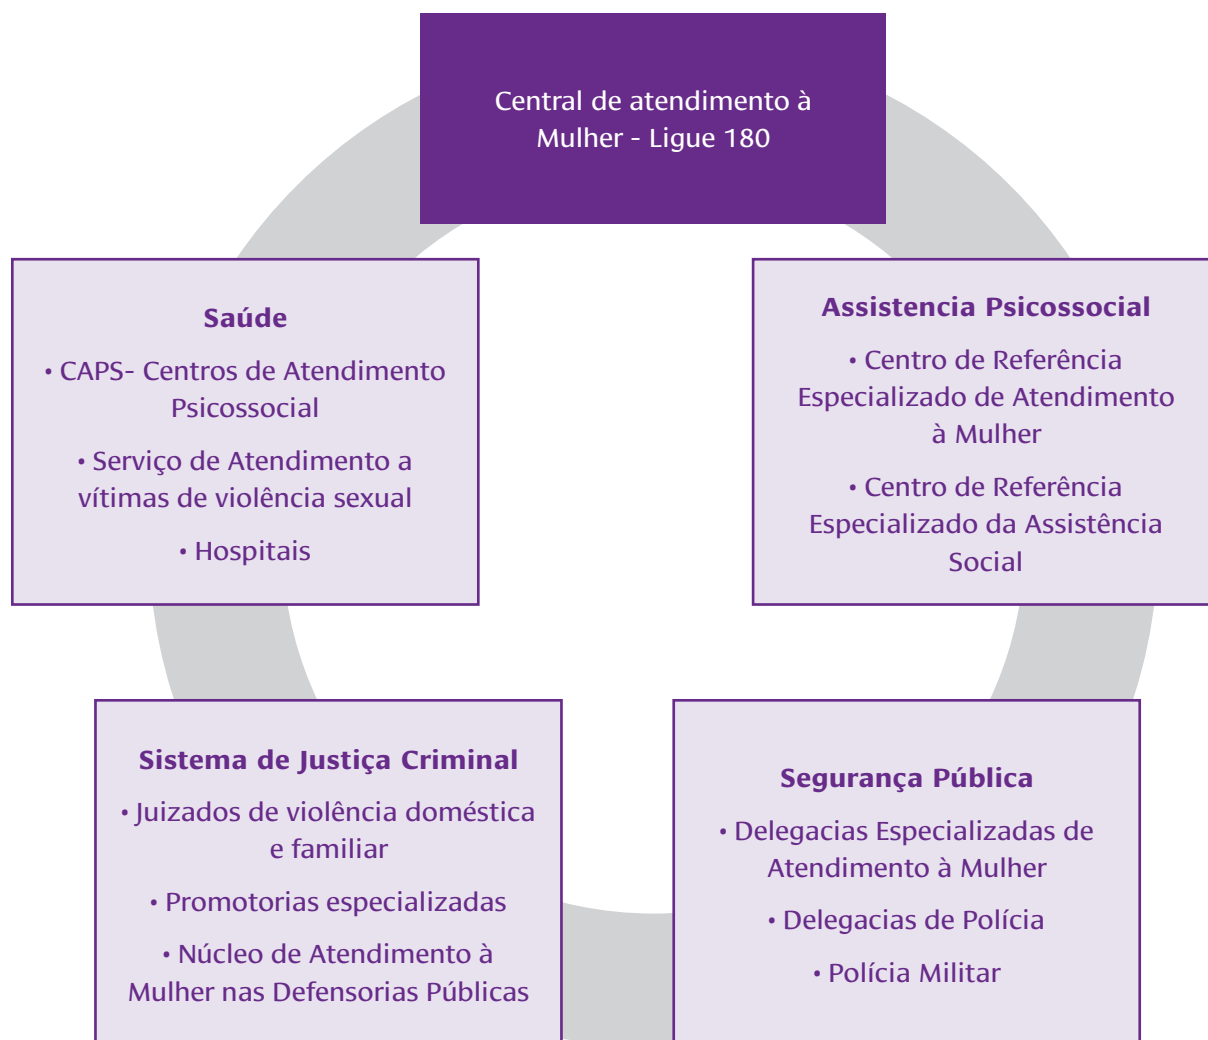 Central de atendimento à
Mulher - Ligue 180
Saúde
• CAPS- Centros de Atendimento
Psicossocial
• Serviço de Atendimento a
vítimas de violência sexual
• Hospitais
Assistencia Psicossocial
• Centro de Referência
Especializado de Atendimento
à Mulher
• Centro de Referência
Especializado da Assistência
Social
Sistema de Justiça Criminal
• Juizados de violência doméstica
e familiar
• Promotorias especializadas
• Núcleo de Atendimento à
Mulher nas Defensorias Públicas
Segurança Pública
• Delegacias Especializadas de
Atendimento à Mulher
• Delegacias de Polícia
• Polícia Militar